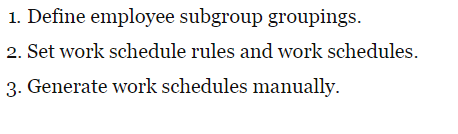 1. Define employee subgroup groupings.
2. Set work schedule rules and work schedules.
3. Generate work schedules manually.